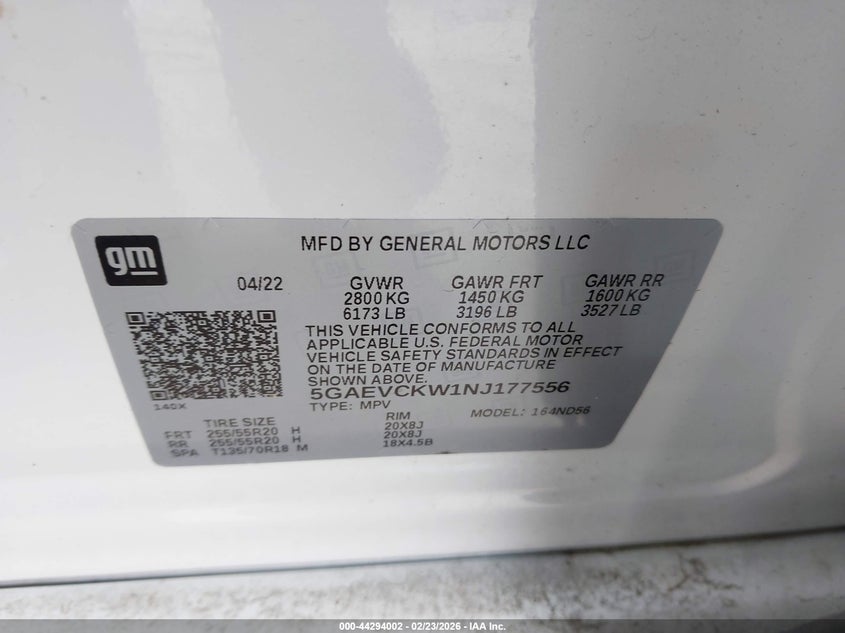 gm
MFD BY GENERAL MOTORS LLC
04/22 GVWR GAWR FRT GAWR RR
2800 KG 1450 KG 1600 KG
6173 LB 3196 LB 3527 LB
THIS VEHICLE CONFORMS TO ALL
APPLICABLE U.S. FEDERAL MOTOR
VEHICLE SAFETY STANDARDS IN EFFECT
ON THE DATE OF MANUFACTURE
SHOWN ABOVE.
5GAEVCKW1NJ177556
140X
TYPE: MPV MODEL: 164ND56
TIRE SIZE RIM
FRT 255/55R20 H 20X8J
RR 255/55R20 H 20X8J
SPA T135/70R18 M 18X4.5B
000-44294002 - 02/23/2026 - IAA Inc.